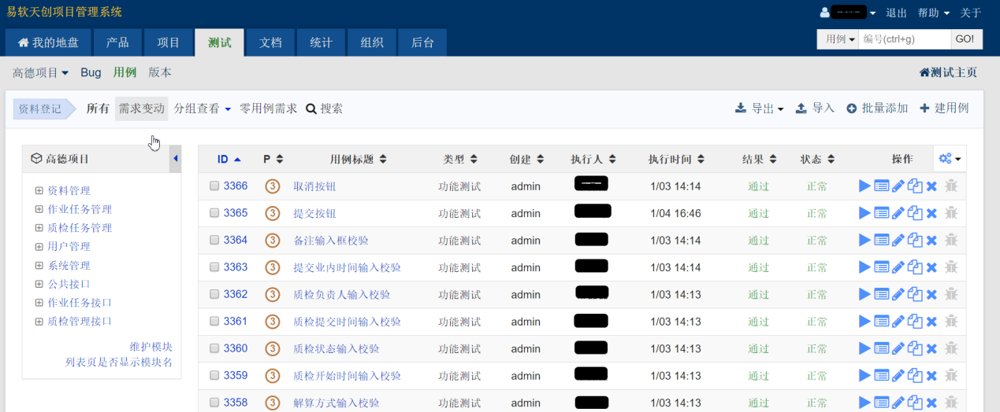 易软天创项目管理系统
退出 帮助 关于
我的地盘 产品 项目 测试 文档 统计 组织 后台
用例 编号(ctrl+g) GO!
高德项目 Bug 用例 版本
测试主页
资料登记 所有 需求变动 分组查看 零用例需求 搜索
导出 导入 批量添加 建用例
高德项目
资料管理
作业任务管理
质检任务管理
用户管理
系统管理
公共接口
作业任务接口
质检管理接口
维护模块
列表页是否显示模块名
ID P 用例标题 类型 创建 执行人 执行时间 结果 状态 操作
3366 3 取消按钮 功能测试 admin 1/03 14:14 通过 正常
3365 3 提交按钮 功能测试 admin 1/04 16:46 通过 正常
3364 3 备注输入框校验 功能测试 admin 1/03 14:14 通过 正常
3363 3 提交业内时间输入校验 功能测试 admin 1/03 14:14 通过 正常
3362 3 质检负责人输入校验 功能测试 admin 1/03 14:13 通过 正常
3361 3 质检提交时间输入校验 功能测试 admin 1/03 14:13 通过 正常
3360 3 质检状态输入校验 功能测试 admin 1/03 14:13 通过 正常
3359 3 质检开始时间输入校验 功能测试 admin 1/03 14:13 通过 正常
3358 3 解算方式输入校验 功能测试 admin 1/03 14:13 通过 正常